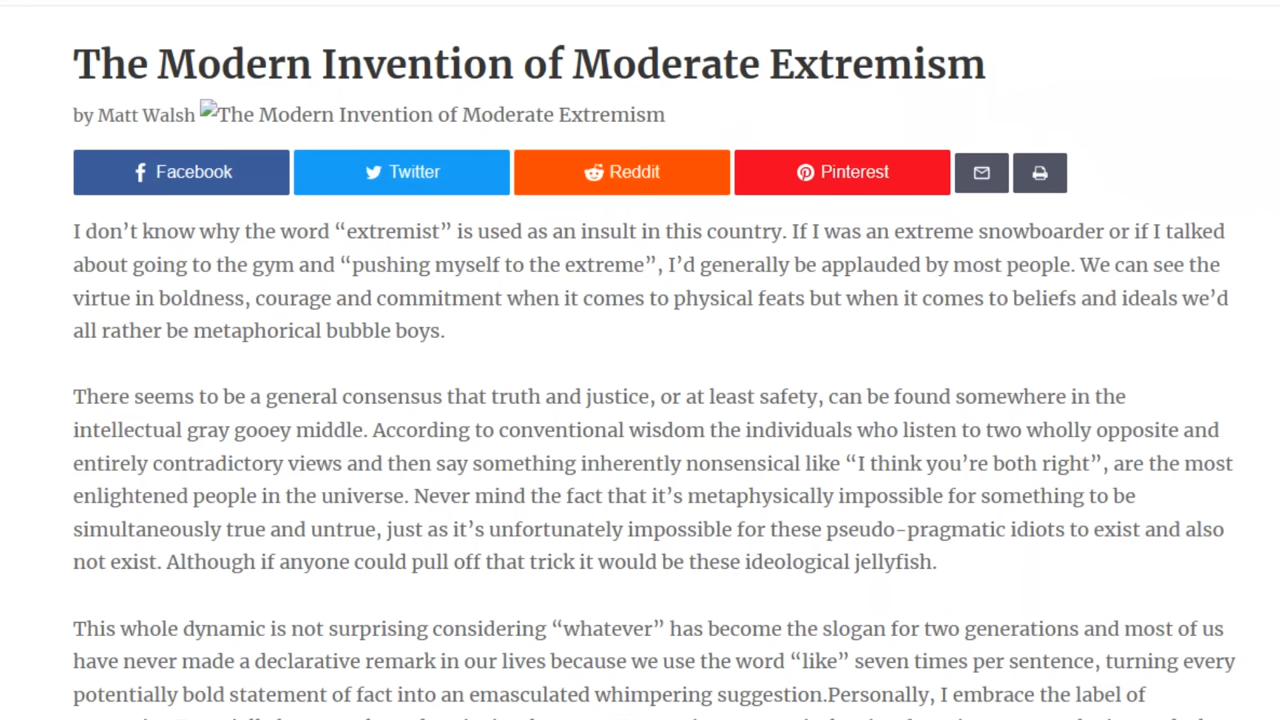 The Modern Invention of Moderate Extremism
by Matt Walsh The Modern Invention of Moderate Extremism
Facebook Twitter Reddit Pinterest
I don’t know why the word “extremist” is used as an insult in this country. If I was an extreme snowboarder or if I talked
about going to the gym and “pushing myself to the extreme”, I’d generally be applauded by most people. We can see the
virtue in boldness, courage and commitment when it comes to physical feats but when it comes to beliefs and ideals we’d
all rather be metaphorical bubble boys.
There seems to be a general consensus that truth and justice, or at least safety, can be found somewhere in the
intellectual gray gooey middle. According to conventional wisdom the individuals who listen to two wholly opposite and
entirely contradictory views and then say something inherently nonsensical like “I think you’re both right”, are the most
enlightened people in the universe. Never mind the fact that it’s metaphysically impossible for something to be
simultaneously true and untrue, just as it’s unfortunately impossible for these pseudo-pragmatic idiots to exist and also
not exist. Although if anyone could pull off that trick it would be these ideological jellyfish.
This whole dynamic is not surprising considering “whatever” has become the slogan for two generations and most of us
have never made a declarative remark in our lives because we use the word “like” seven times per sentence, turning every
potentially bold statement of fact into an emasculated whimpering suggestion.Personally, I embrace the label of